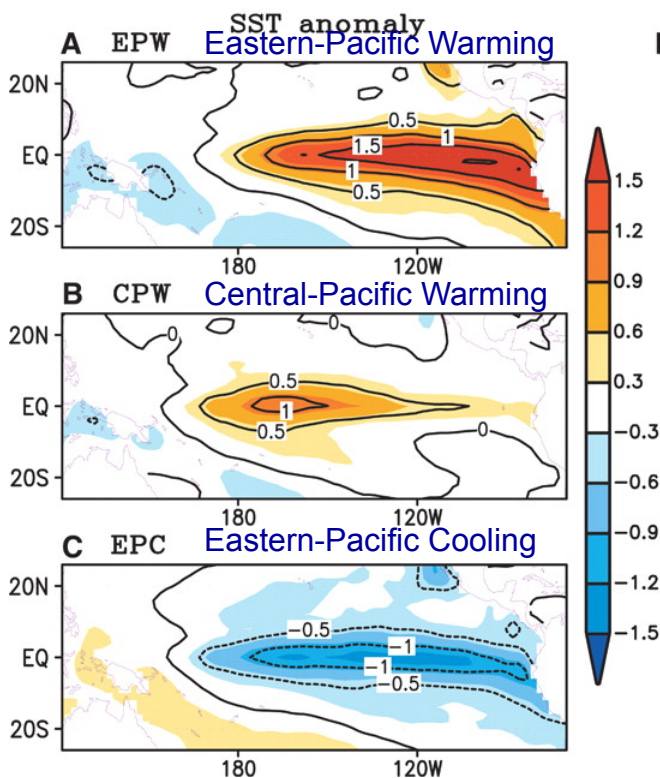 SST anomaly
A EPW Eastern-Pacific Warming
20N
EQ
20S
0.5
1
1.5
1
0.5
180 120W
B CPW Central-Pacific Warming
20N
EQ
20S
0
0
0.5
1
0.5
0
180 120W
C EPC Eastern-Pacific Cooling
20N
EQ
20S
−0.5
−1
−1
−0.5
180 120W
1.5
1.2
0.9
0.6
0.3
−0.3
−0.6
−0.9
−1.2
−1.5